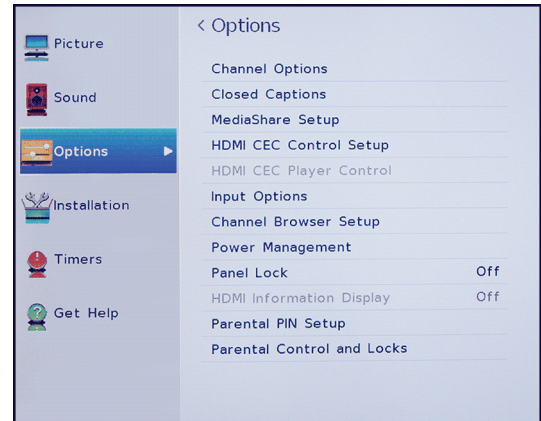 Picture
Sound
Options
Installation
Timers
Get Help
< Options
Channel Options
Closed Captions
MediaShare Setup
HDMI CEC Control Setup
HDMI CEC Player Control
Input Options
Channel Browser Setup
Power Management
Panel Lock Off
HDMI Information Display Off
Parental PIN Setup
Parental Control and Locks